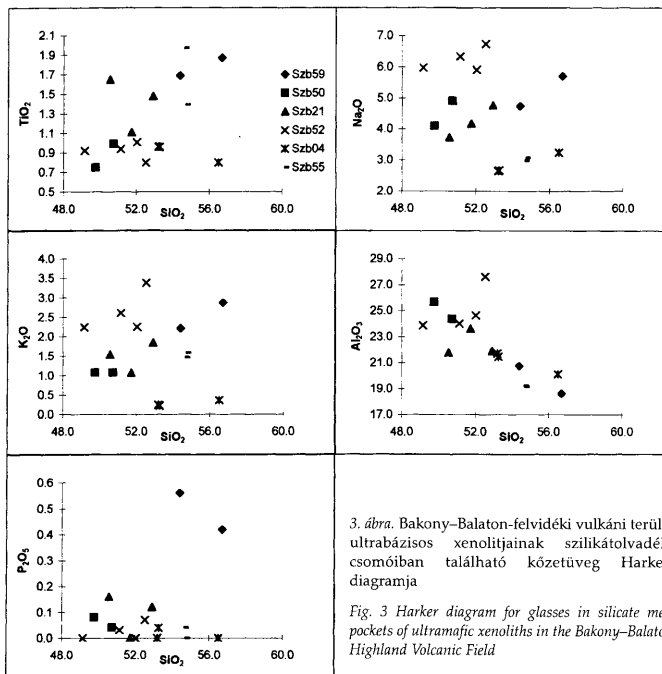 TiO2
2.1
1.9
1.7
1.5
1.3
1.1
0.9
0.7
0.5
48.0 52.0 56.0 60.0
SIO2
Szb59
Szb50
Szb21
Szb52
Szb04
Szb55
Na2O
7.0
6.0
5.0
4.0
3.0
2.0
48.0 52.0 56.0 60.0
SIO2
K2O
4.0
3.5
3.0
2.5
2.0
1.5
1.0
0.5
0.0
48.0 52.0 56.0 60.0
SIO2
Al2O3
29.0
27.0
25.0
23.0
21.0
19.0
17.0
48.0 52.0 56.0 60.0
SIO2
P2O5
0.6
0.5
0.4
0.3
0.2
0.1
0.0
48.0 52.0 56.0 60.0
SIO2
3. ábra. Bakony–Balaton-felvidéki vulkáni terül
ultrabázisos xenolitjainak szilikátolvadél
csomóiban található kőzetüveg Harke
diagramja
Fig. 3 Harker diagram for glasses in silicate me
pockets of ultramafic xenoliths in the Bakony–Balato
Highland Volcanic Field